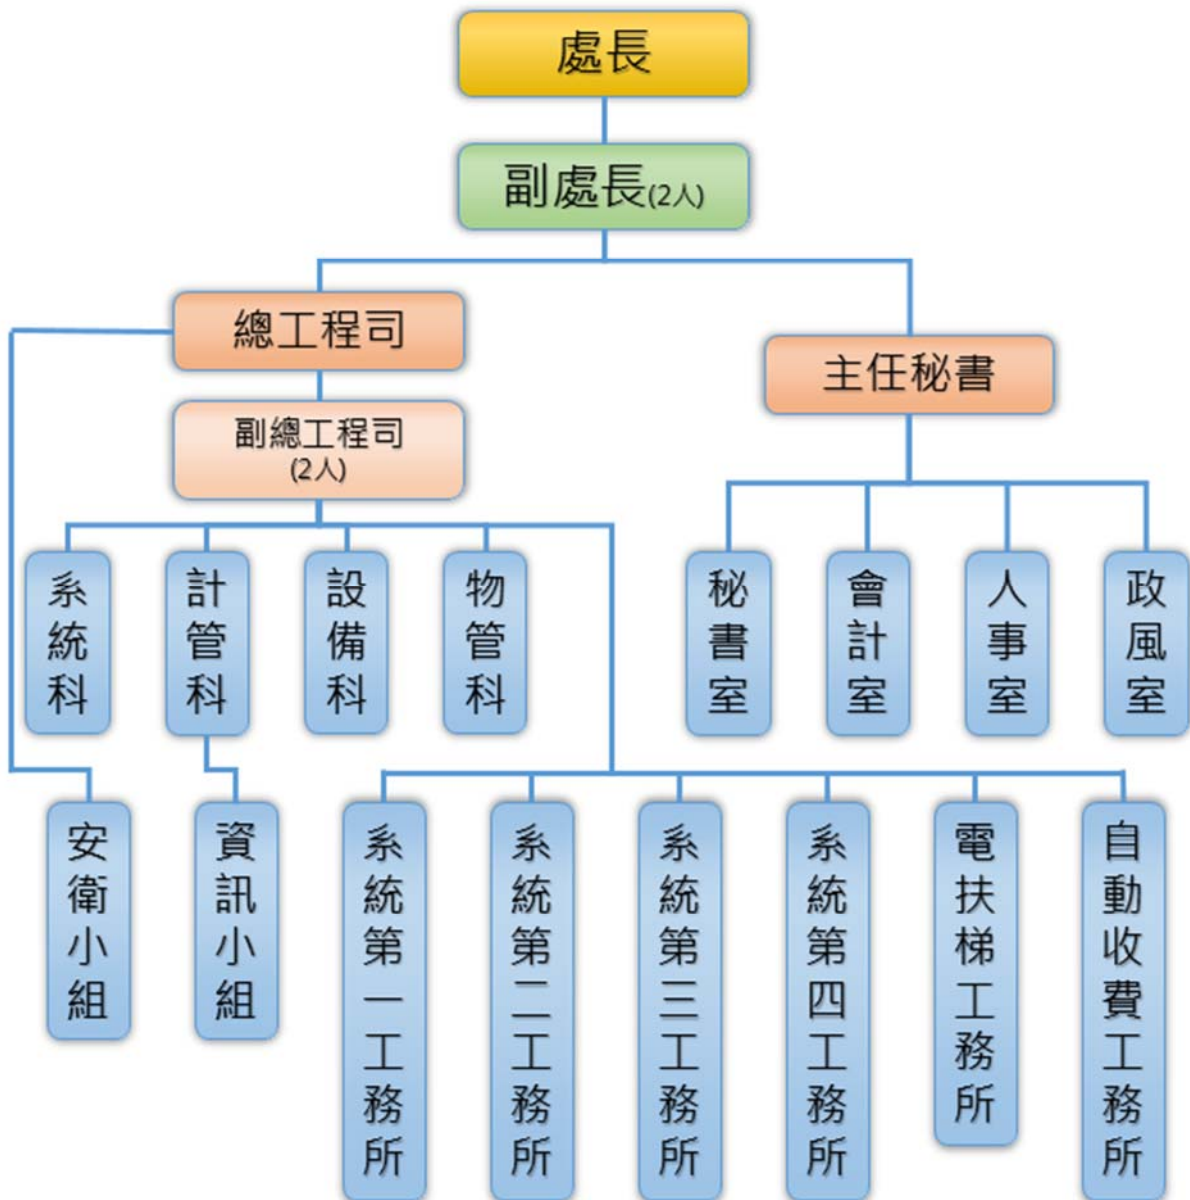 處長
副處長(2人)
總工程司
主任秘書
副總工程司
(2人)
系統科
計管科
設備科
物管科
秘書室
會計室
人事室
政風室
安衛小組
資訊小組
系統第一工務所
系統第二工務所
系統第三工務所
系統第四工務所
電扶梯工務所
自動收費工務所